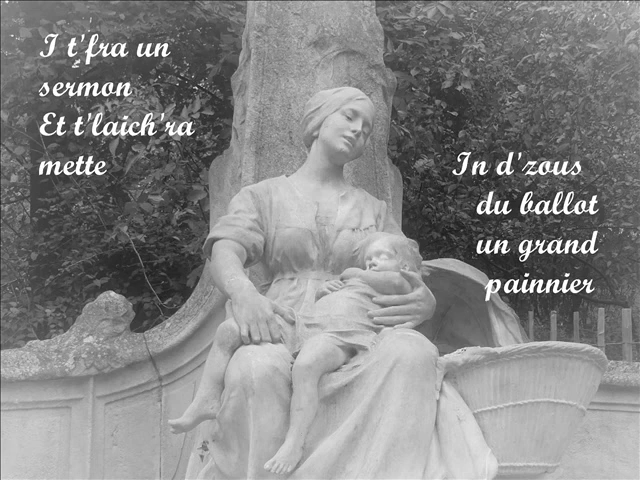 I t'fra un
sermon
Et t'laich'ra
mette
In d'zous
du ballot
un grand
painnier